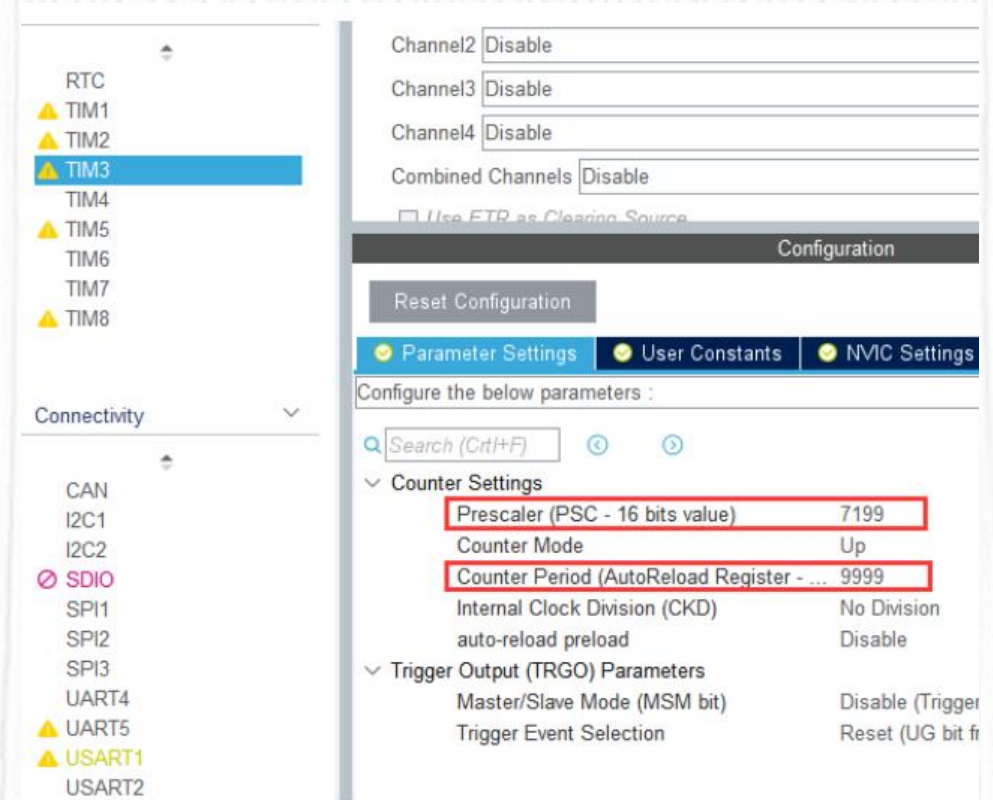 RTC
TIM1
TIM2
TIM3
TIM4
TIM5
TIM6
TIM7
TIM8
Connectivity
CAN
I2C1
I2C2
SDIO
SPI1
SPI2
SPI3
UART4
UART5
USART1
USART2
Channel2 Disable
Channel3 Disable
Channel4 Disable
Combined Channels Disable
Use ETR as Clearing Source
Configuration
Reset Configuration
Parameter Settings User Constants NVIC Settings
Configure the below parameters :
Search (Crtl+F)
Counter Settings
Prescaler (PSC - 16 bits value) 7199
Counter Mode Up
Counter Period (AutoReload Register - ... 9999
Internal Clock Division (CKD) No Division
auto-reload preload Disable
Trigger Output (TRGO) Parameters
Master/Slave Mode (MSM bit) Disable (Trigger
Trigger Event Selection Reset (UG bit